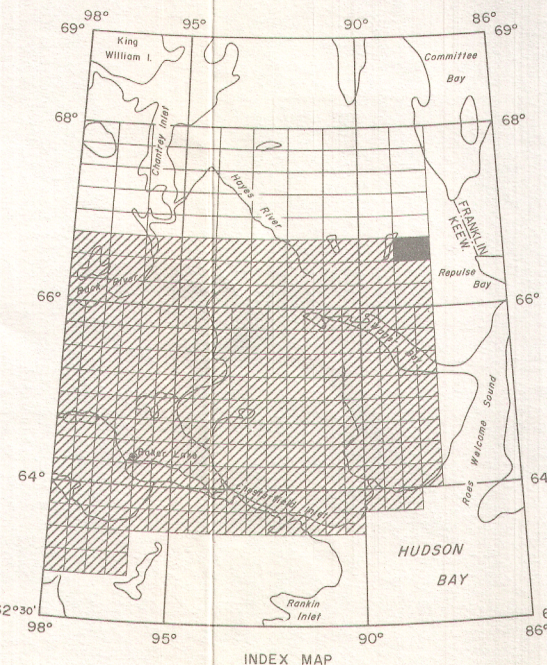 98°
95°
90°
86°
69°
69°
King
William I.
Committee
Bay
68°
68°
Chantrey Inlet
Hayes
River
FRANKLIN
KEEW.
Repulse
Bay
Back River
66°
66°
Wager Bay
Roes Welcome Sound
Baker Lake
64°
Chesterfield Inlet
HUDSON
BAY
Rankin
Inlet
2°30'
6
98°
95°
90°
86°
INDEX MAP